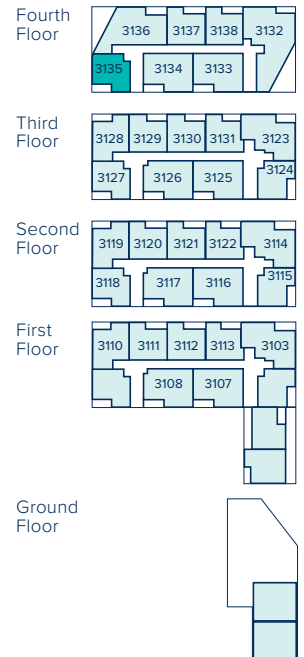 Fourth
Floor
3136 3137 3138 3132
3135 3134 3133
Third
Floor
3128 3129 3130 3131 3123
3127 3126 3125 3124
Second
Floor
3119 3120 3121 3122 3114
3118 3117 3116 3115
First
Floor
3110 3111 3112 3113 3103
3108 3107
Ground
Floor